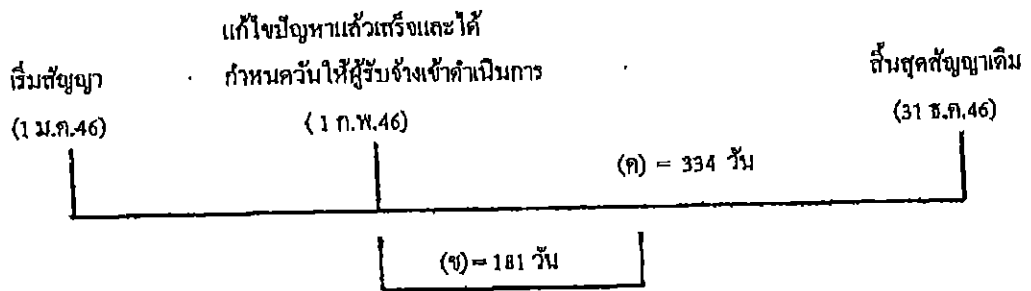 แก้ไขปัญหาแล้วเสร็จและได้
เริ่มสัญญา กำหนดวันให้ผู้รับจ้างเข้าดำเนินการ สิ้นสุดสัญญาเดิม
(1 ม.ค.46) (1 ก.พ.46) (31 ธ.ค.46)
(ค) = 334 วัน
(ข) = 181 วัน